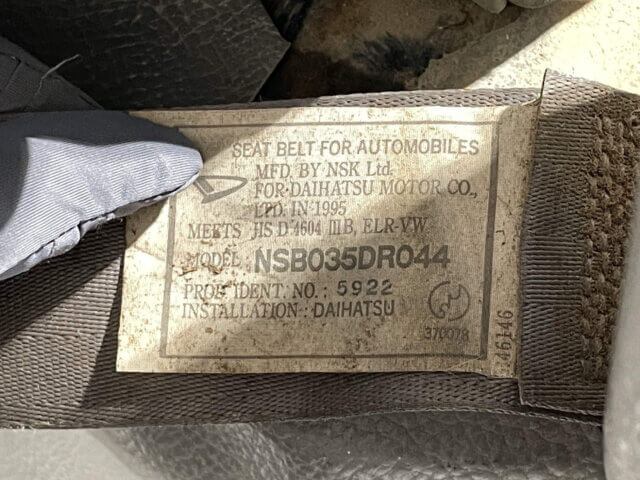 SEAT BELT FOR AUTOMOBILES
MFD. BY NSK Ltd.
FOR DAIHATSU MOTOR CO.,
LTD. IN 1995
MEETS HS D 4604 IIIB, ELR-VW
MODEL: NSB035DR044
PROD IDENT. NO.: 5922
INSTALLATION: DAIHATSU
370078
46146